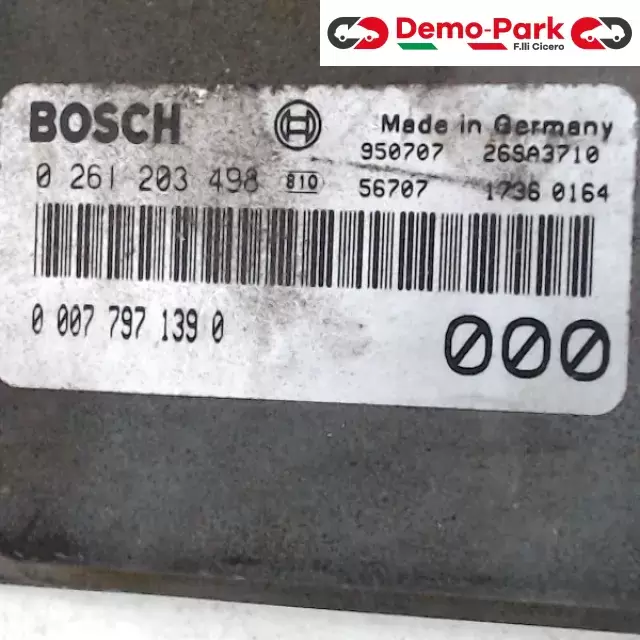 Demo-Park
F.lli Cicero
BOSCH
Made in Germany
950707 26SA3710
0 261 203 498 810 56707 1736 0164
0 007 797 139 0
000